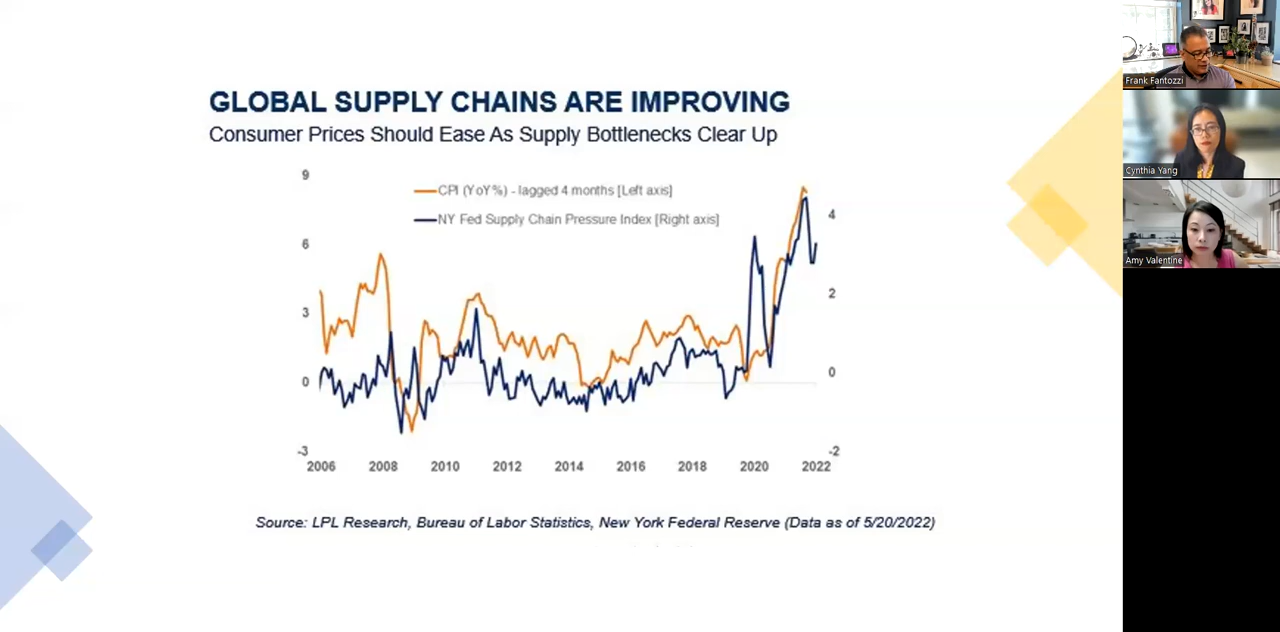 GLOBAL SUPPLY CHAINS ARE IMPROVING
Consumer Prices Should Ease As Supply Bottlenecks Clear Up
CPI (YoY%) - lagged 4 months [Left axis]
NY Fed Supply Chain Pressure Index [Right axis]
9
6
3
0
-3
4
2
0
-2
2006 2008 2010 2012 2014 2016 2018 2020 2022
Source: LPL Research, Bureau of Labor Statistics, New York Federal Reserve (Data as of 5/20/2022)
Frank Fantozzi
Cynthia Yang
Amy Valentine